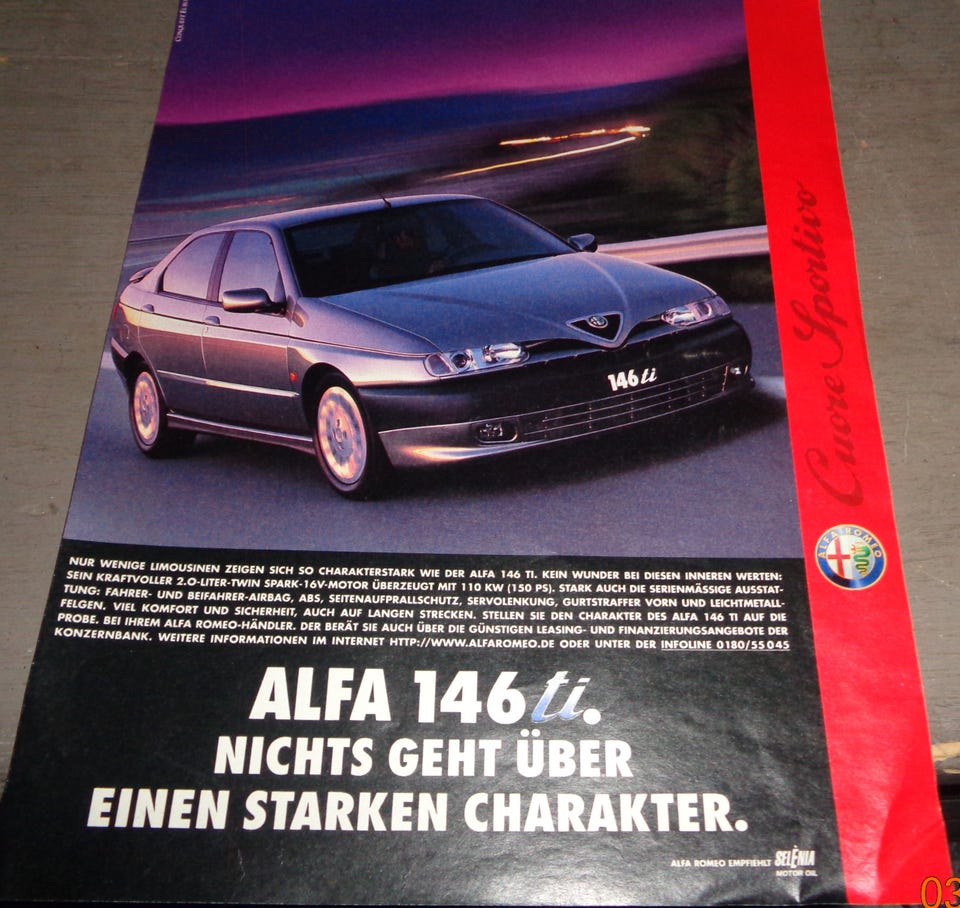 146 ti
Cuore Sportivo
ALFA ROMEO
NUR WENIGE LIMOUSINEN ZEIGEN SICH SO CHARAKTERSTARK WIE DER ALFA 146 TI. KEIN WUNDER BEI DIESEN INNEREN WERTEN:
SEIN KRAFTVOLLER 2.0-LITER-TWIN SPARK-16V-MOTOR ÜBERZEUGT MIT 110 KW (150 PS). STARK AUCH DIE SERIENMÄSSIGE AUSSTAT-
TUNG: FAHRER- UND BEIFAHRER-AIRBAG, ABS, SEITENAUFPRALLSCHUTZ, SERVOLENKUNG, GURTSTRAFFER VORN UND LEICHTMETALL-
FELGEN. VIEL KOMFORT UND SICHERHEIT, AUCH AUF LANGEN STRECKEN. STELLEN SIE DEN CHARAKTER DES ALFA 146 TI AUF DIE
PROBE. BEI IHREM ALFA ROMEO-HÄNDLER. DER BERÄT SIE AUCH ÜBER DIE GÜNSTIGEN LEASING- UND FINANZIERUNGSANGEBOTE DER
KONZERNBANK. WEITERE INFORMATIONEN IM INTERNET HTTP://WWW.ALFAROMEO.DE ODER UNTER DER INFOLINE 0180/55 045
ALFA 146 ti.
NICHTS GEHT ÜBER
EINEN STARKEN CHARAKTER.
ALFA ROMEO EMPFIEHLT SELÈNIA
MOTOR OIL
03